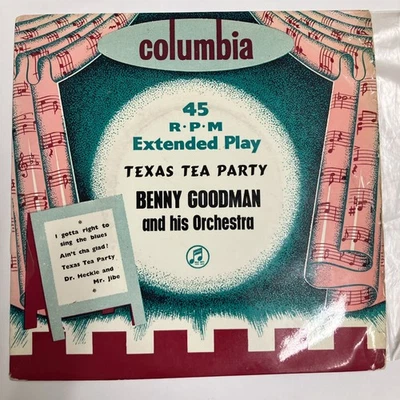 columbia
45
R·P·M
Extended Play
TEXAS TEA PARTY
BENNY GOODMAN
and his Orchestra
I gotta right to
sing the blues
Ain't cha glad?
Texas Tea Party
Dr. Heckle and
Mr. Jibe